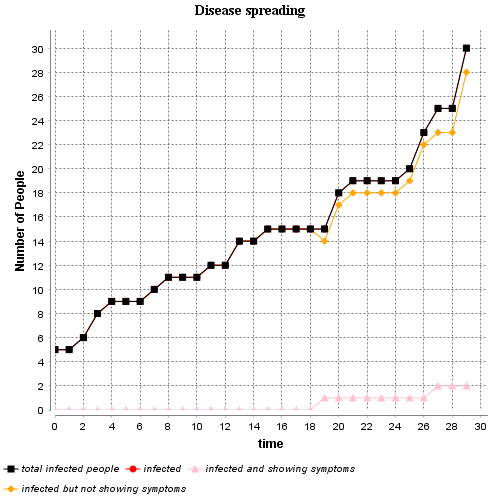 Disease spreading
Number of People
30
28
26
24
22
20
18
16
14
12
10
8
6
4
2
0
0 2 4 6 8 10 12 14 16 18 20 22 24 26 28 30
time
total infected people infected infected and showing symptoms
infected but not showing symptoms